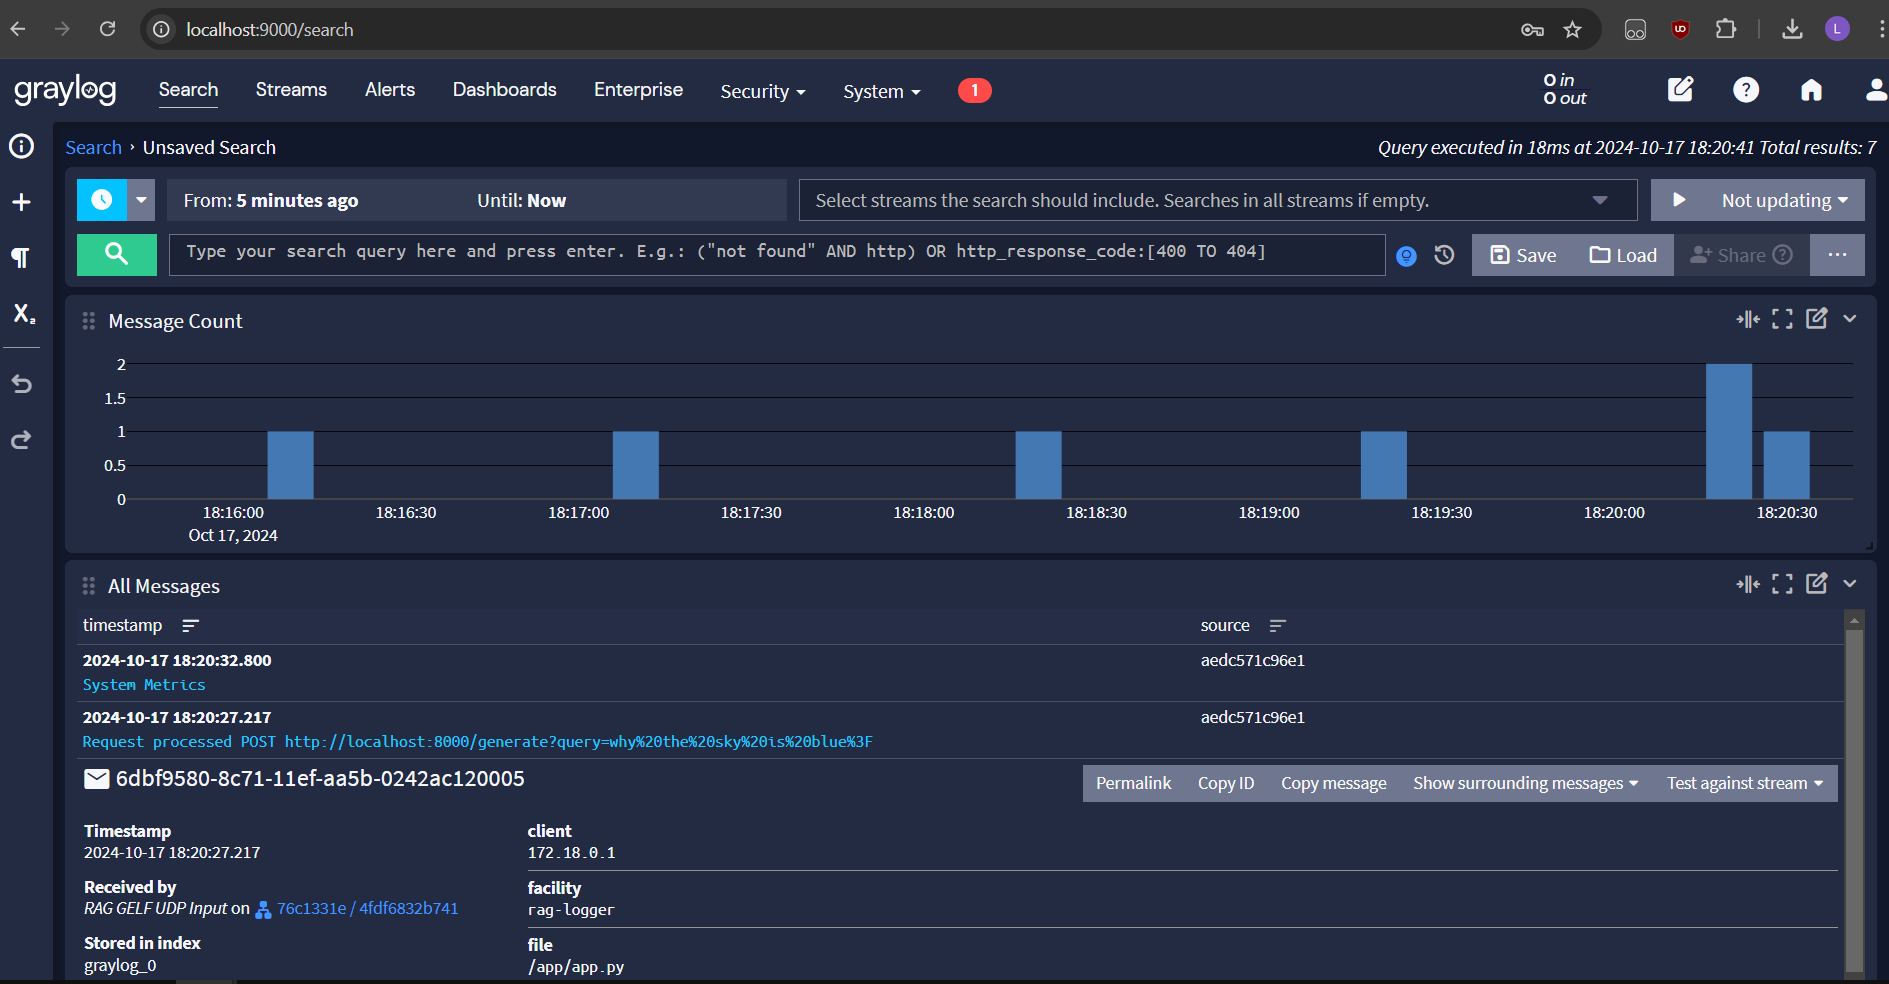 localhost:9000/search
L
graylog
Search
Streams
Alerts
Dashboards
Enterprise
Security
System
1
0 in
0 out
Search › Unsaved Search
Query executed in 18ms at 2024-10-17 18:20:41 Total results: 7
From: 5 minutes ago
Until: Now
Select streams the search should include. Searches in all streams if empty.
Not updating
Type your search query here and press enter. E.g.: ("not found" AND http) OR http_response_code:[400 TO 404]
Save
Load
Share
...
Message Count
2
1.5
1
0.5
0
18:16:00
18:16:30
18:17:00
18:17:30
18:18:00
18:18:30
18:19:00
18:19:30
18:20:00
18:20:30
Oct 17, 2024
All Messages
timestamp
source
2024-10-17 18:20:32.800
aedc571c96e1
System Metrics
2024-10-17 18:20:27.217
aedc571c96e1
Request processed POST http://localhost:8000/generate?query=why%20the%20sky%20is%20blue%3F
6dbf9580-8c71-11ef-aa5b-0242ac120005
Permalink
Copy ID
Copy message
Show surrounding messages
Test against stream
Timestamp
2024-10-17 18:20:27.217
Received by
RAG GELF UDP Input on 76c1331e / 4fdf6832b741
Stored in index
graylog_0
client
172.18.0.1
facility
rag-logger
file
/app/app.py